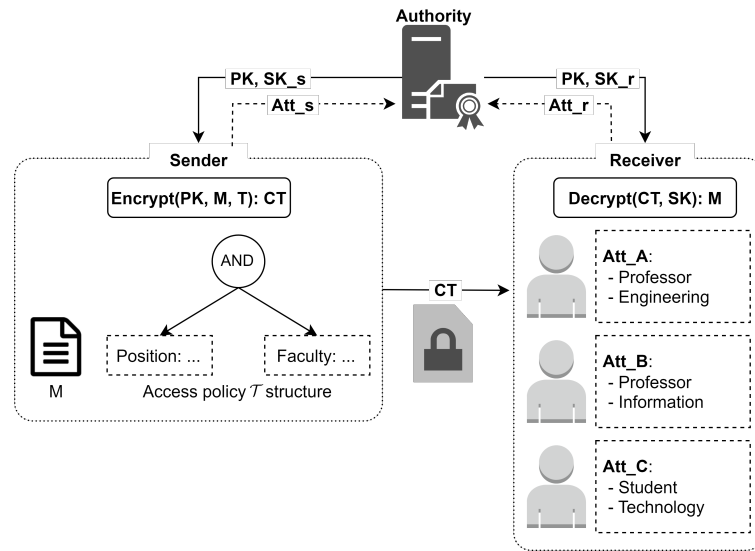 Authority
PK, SK_s
PK, SK_r
Att_s
Att_r
Sender
Receiver
Encrypt(PK, M, T): CT
Decrypt(CT, SK): M
AND
Position: ...
Faculty: ...
M
Access policy 𝒯 structure
CT
Att_A:
- Professor
- Engineering
Att_B:
- Professor
- Information
Att_C:
- Student
- Technology